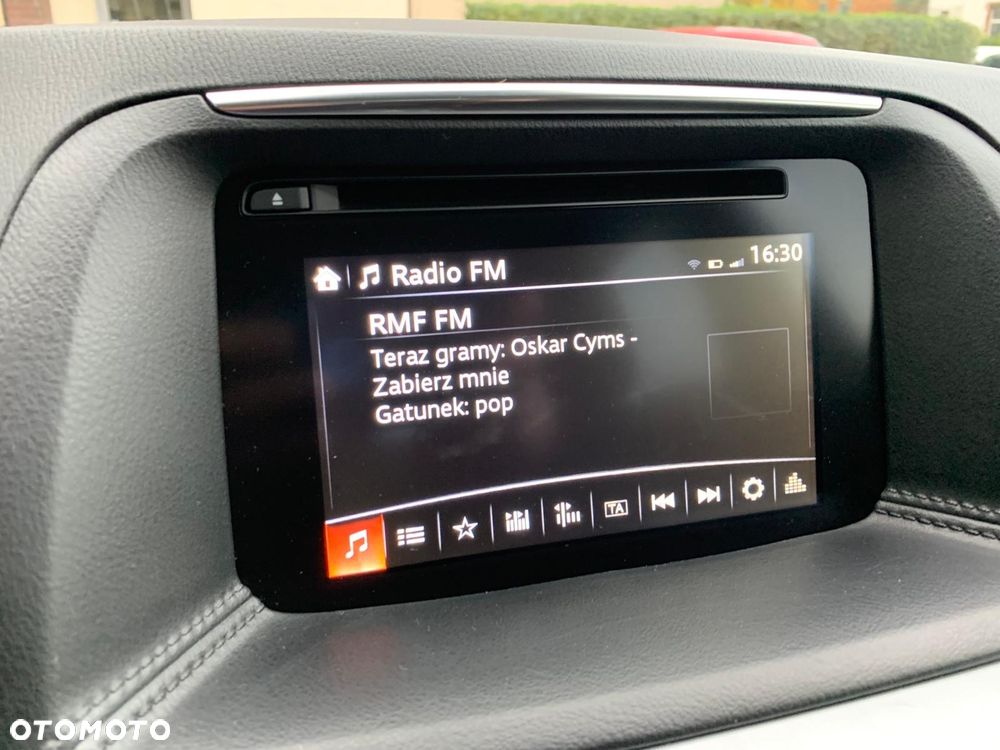 16:30
Radio FM
RMF FM
Teraz gramy: Oskar Cyms -
Zabierz mnie
Gatunek: pop
TA
OTOMOTO